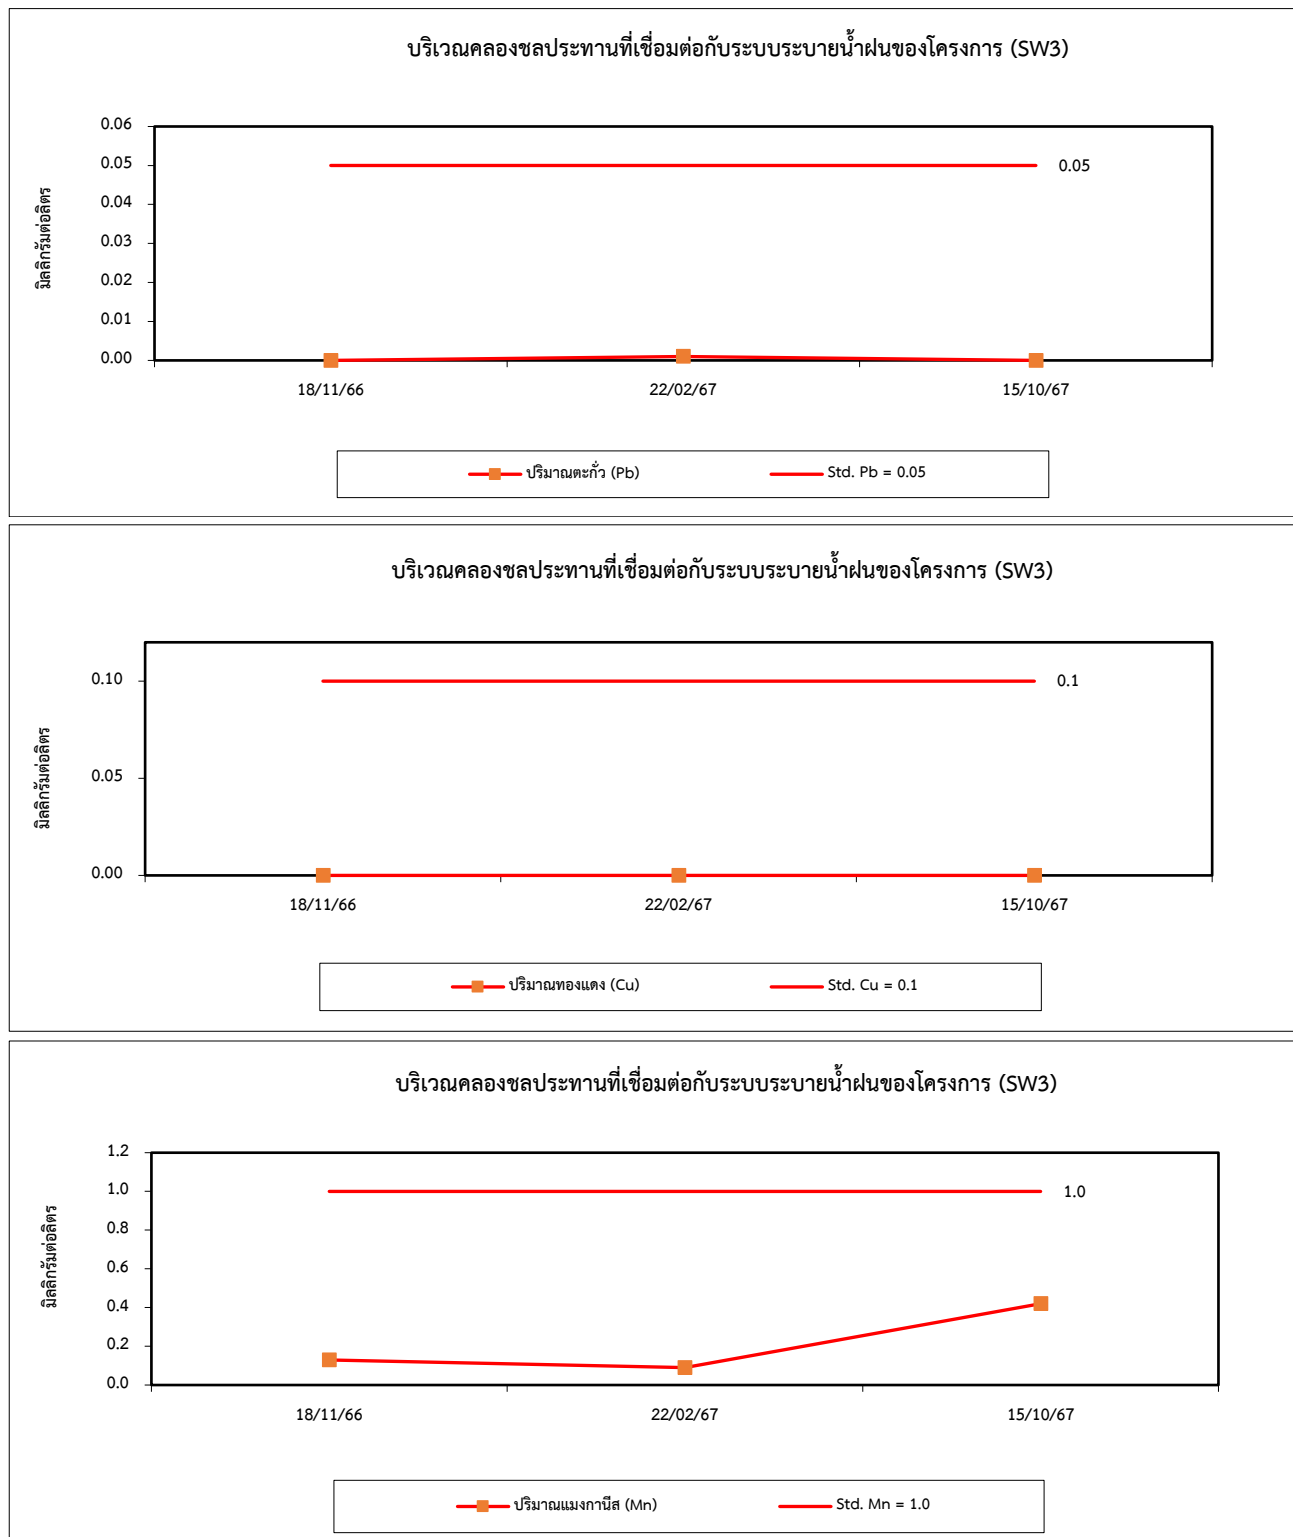 บริเวณคลองชลประทานที่เชื่อมต่อกับระบบระบายน้ำฝนของโครงการ (SW3)
มิลลิกรัมต่อลิตร
0.06
0.05
0.04
0.03
0.02
0.01
0.00
0.05
18/11/66 22/02/67 15/10/67
ปริมาณตะกั่ว (Pb) Std. Pb = 0.05
บริเวณคลองชลประทานที่เชื่อมต่อกับระบบระบายน้ำฝนของโครงการ (SW3)
มิลลิกรัมต่อลิตร
0.10
0.05
0.00
0.1
18/11/66 22/02/67 15/10/67
ปริมาณทองแดง (Cu) Std. Cu = 0.1
บริเวณคลองชลประทานที่เชื่อมต่อกับระบบระบายน้ำฝนของโครงการ (SW3)
มิลลิกรัมต่อลิตร
1.2
1.0
0.8
0.6
0.4
0.2
0.0
1.0
18/11/66 22/02/67 15/10/67
ปริมาณแมงกานีส (Mn) Std. Mn = 1.0